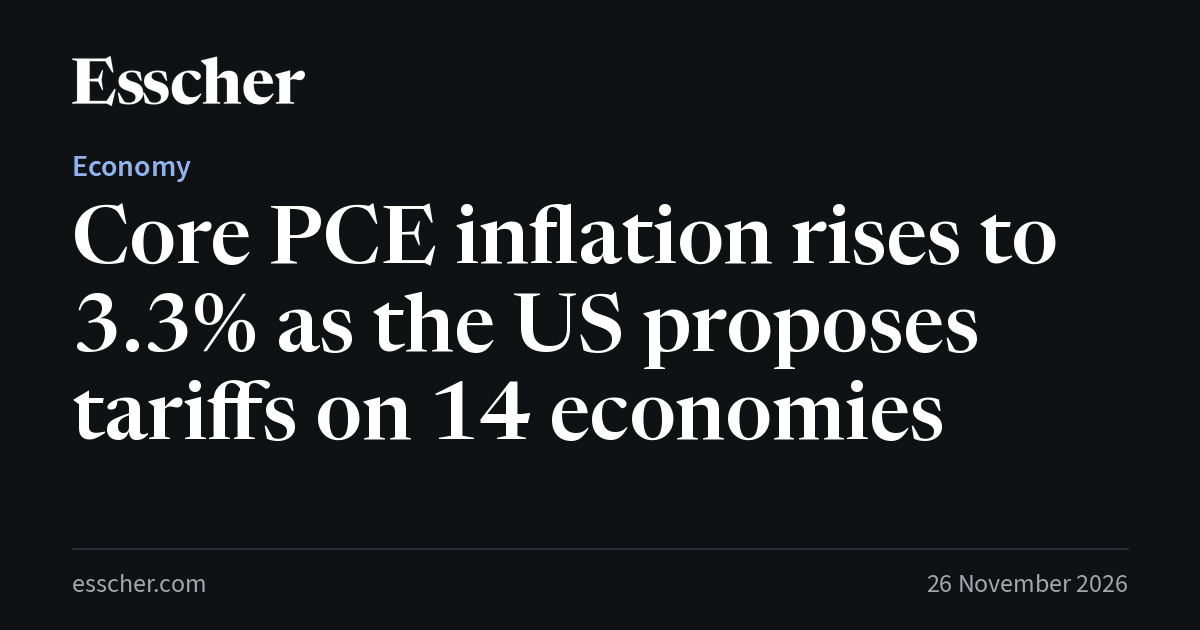 Esscher
Economy
Core PCE inflation rises to
3.3% as the US proposes
tariffs on 14 economies
esscher.com
26 November 2026